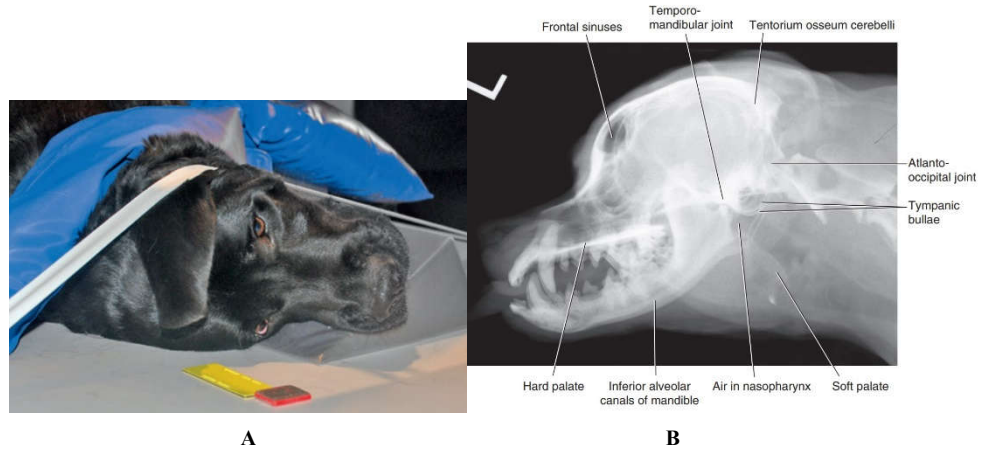 Frontal sinuses
Temporo-
mandibular joint
Tentorium osseum cerebelli
Atlanto-
occipital joint
Tympanic
bullae
Hard palate
Inferior alveolar
canals of mandible
Air in nasopharynx
Soft palate
A
B